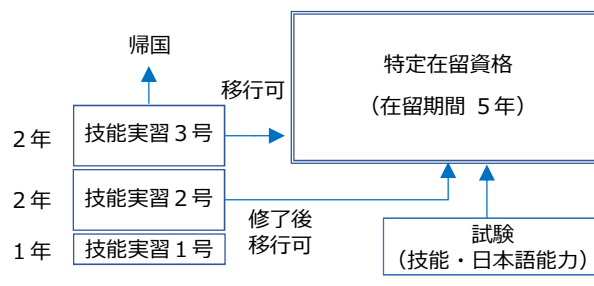 帰国
特定在留資格
（在留期間 ５年）
移行可
２年
技能実習３号
２年
技能実習２号
修了後
移行可
１年
技能実習１号
試験
（技能・日本語能力）